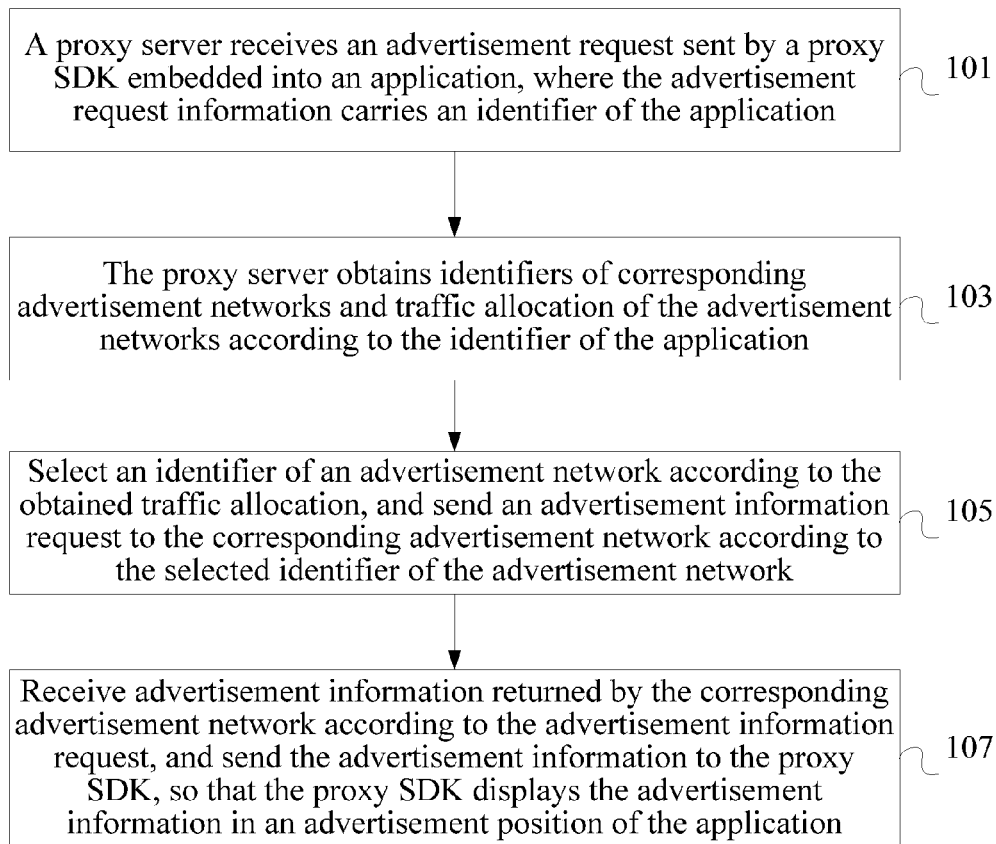 A proxy server receives an advertisement request sent by a proxy
SDK embedded into an application, where the advertisement
request information carries an identifier of the application
101
The proxy server obtains identifiers of corresponding
advertisement networks and traffic allocation of the advertisement
networks according to the identifier of the application
103
Select an identifier of an advertisement network according to the
obtained traffic allocation, and send an advertisement information
request to the corresponding advertisement network according to
the selected identifier of the advertisement network
105
Receive advertisement information returned by the corresponding
advertisement network according to the advertisement information
request, and send the advertisement information to the proxy
SDK, so that the proxy SDK displays the advertisement
information in an advertisement position of the application
107